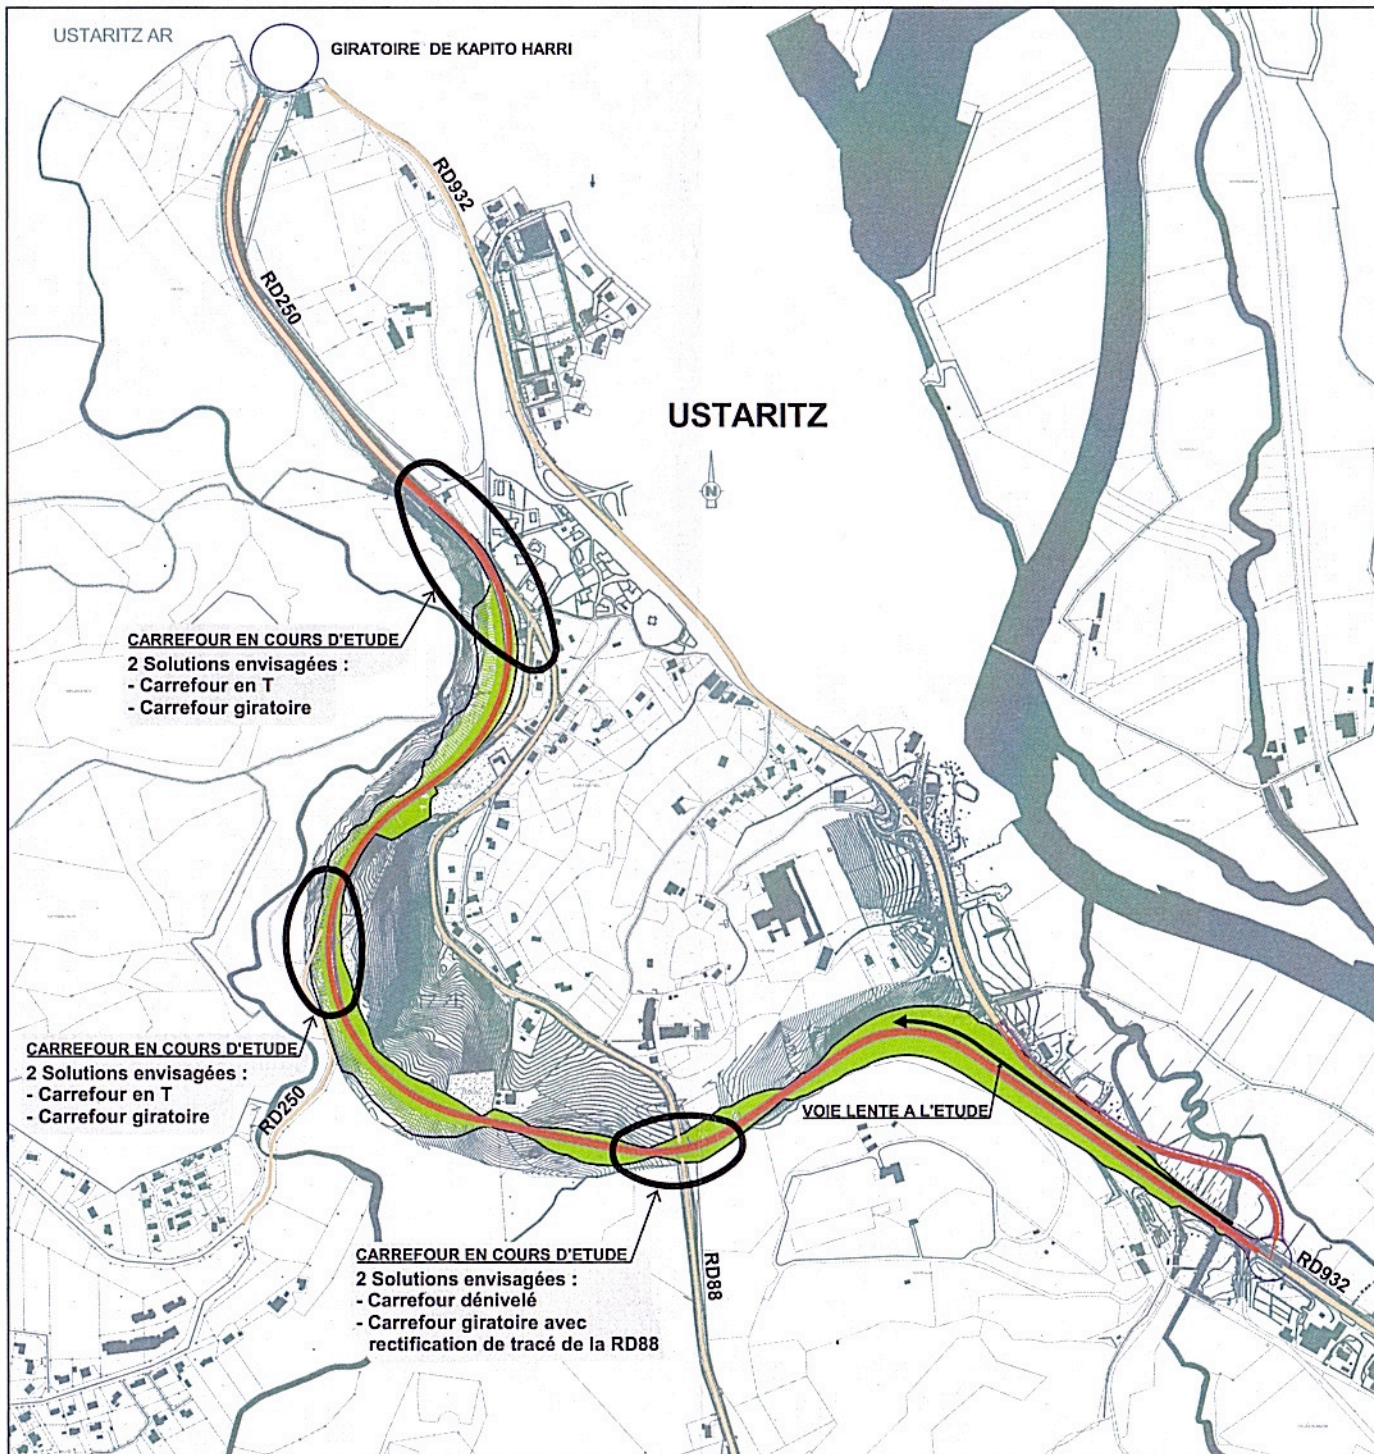 USTARITZ AR
GIRATOIRE DE KAPITO HARRI
RD932
RD250
USTARITZ
N
CARREFOUR EN COURS D'ETUDE
2 Solutions envisagées :
- Carrefour en T
- Carrefour giratoire
CARREFOUR EN COURS D'ETUDE
2 Solutions envisagées :
- Carrefour en T
- Carrefour giratoire
RD250
VOIE LENTE A L'ETUDE
CARREFOUR EN COURS D'ETUDE
2 Solutions envisagées :
- Carrefour dénivelé
- Carrefour giratoire avec
rectification de tracé de la RD88
RD88
RD932